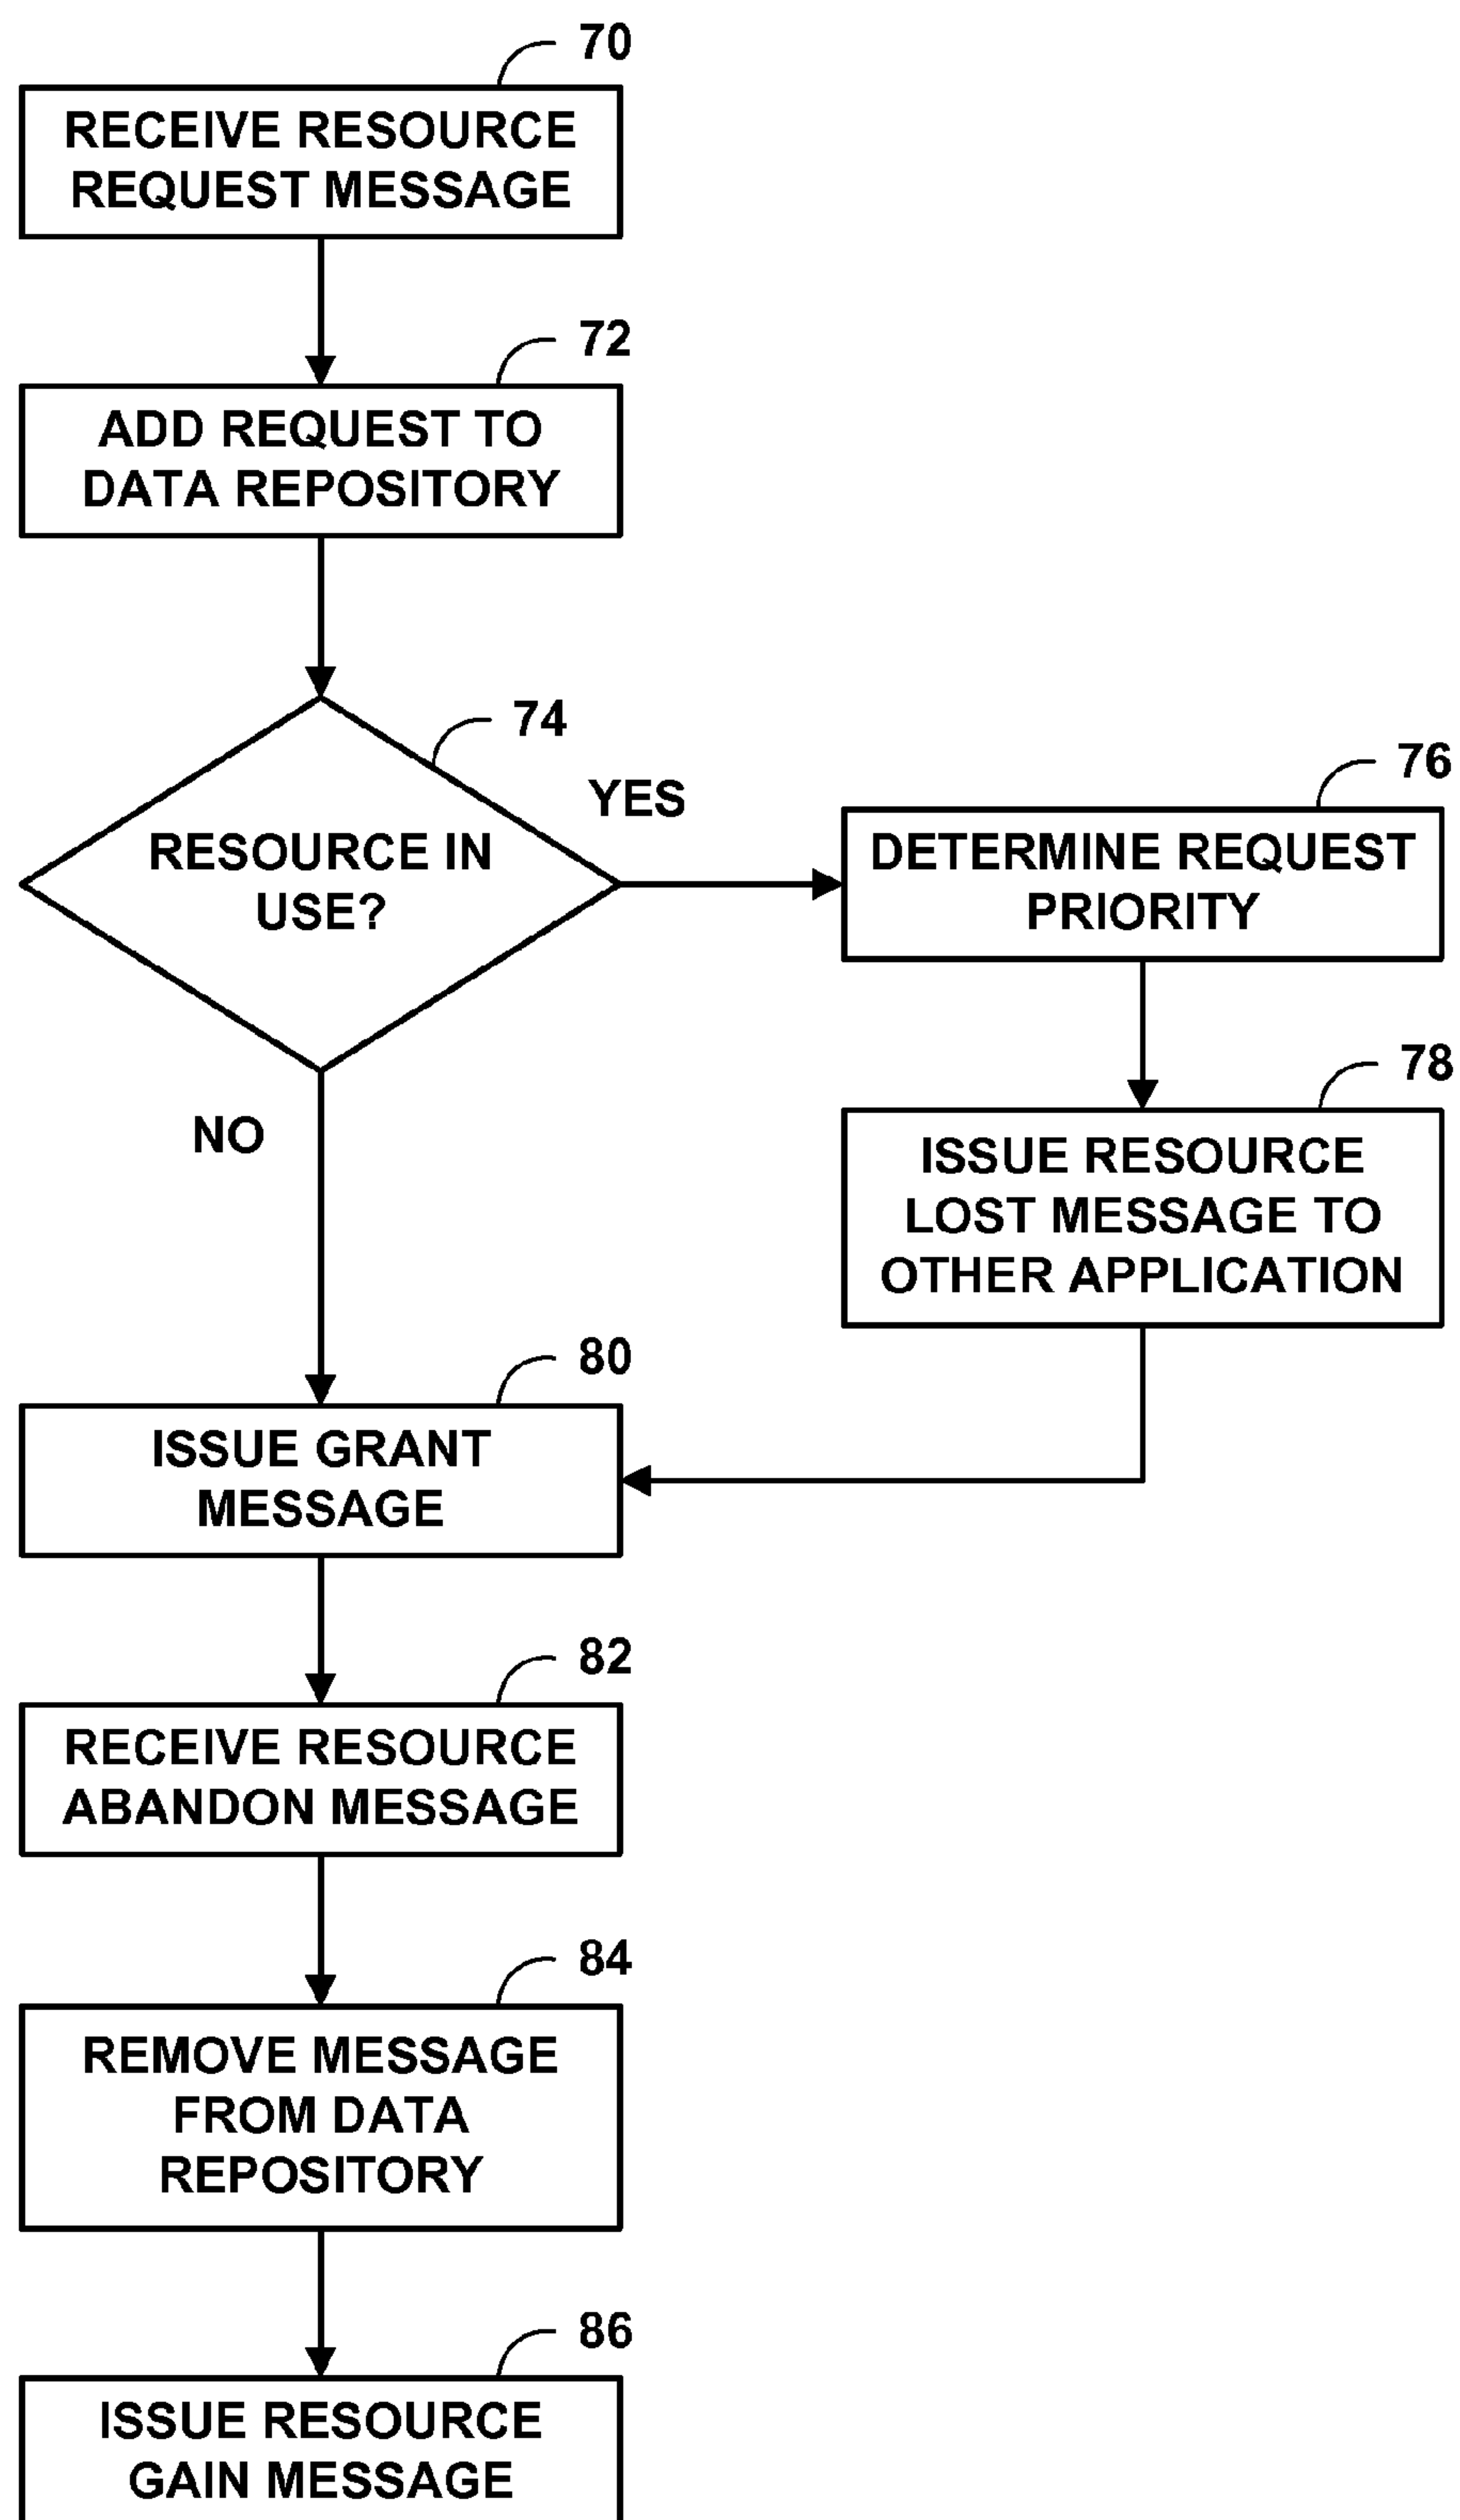 70
RECEIVE RESOURCE
REQUEST MESSAGE
72
ADD REQUEST TO
DATA REPOSITORY
74
RESOURCE IN
USE?
YES
76
DETERMINE REQUEST
PRIORITY
78
ISSUE RESOURCE
LOST MESSAGE TO
OTHER APPLICATION
NO
80
ISSUE GRANT
MESSAGE
82
RECEIVE RESOURCE
ABANDON MESSAGE
84
REMOVE MESSAGE
FROM DATA
REPOSITORY
86
ISSUE RESOURCE
GAIN MESSAGE